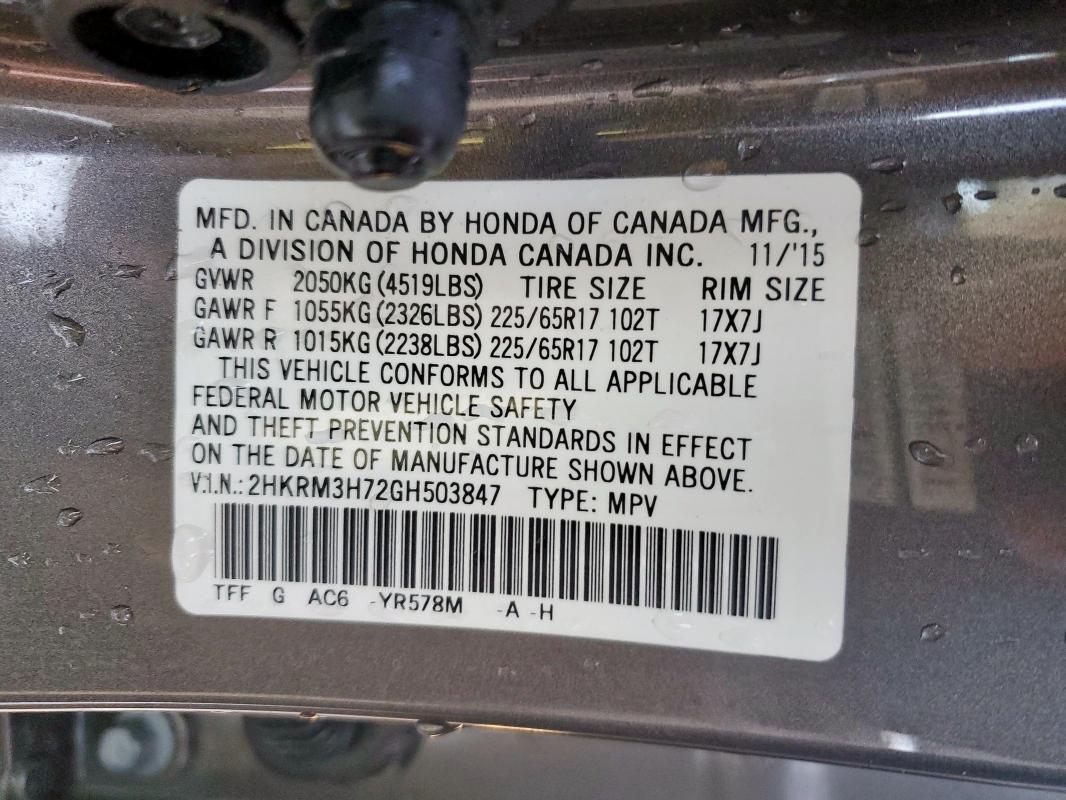 MFD. IN CANADA BY HONDA OF CANADA MFG.,
A DIVISION OF HONDA CANADA INC. 11/'15
GVWR 2050KG (4519LBS) TIRE SIZE RIM SIZE
GAWR F 1055KG (2326LBS) 225/65R17 102T 17X7J
GAWR R 1015KG (2238LBS) 225/65R17 102T 17X7J
THIS VEHICLE CONFORMS TO ALL APPLICABLE
FEDERAL MOTOR VEHICLE SAFETY
AND THEFT PREVENTION STANDARDS IN EFFECT
ON THE DATE OF MANUFACTURE SHOWN ABOVE.
V.I.N.: 2HKRM3H72GH503847 TYPE: MPV
TFF G AC6 -YR578M -A -H